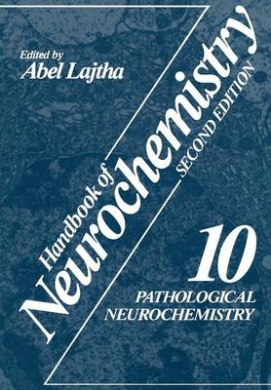 Edited by
Abel Lajtha
Handbook of
Neurochemistry
SECOND EDITION
10
PATHOLOGICAL
NEUROCHEMISTRY